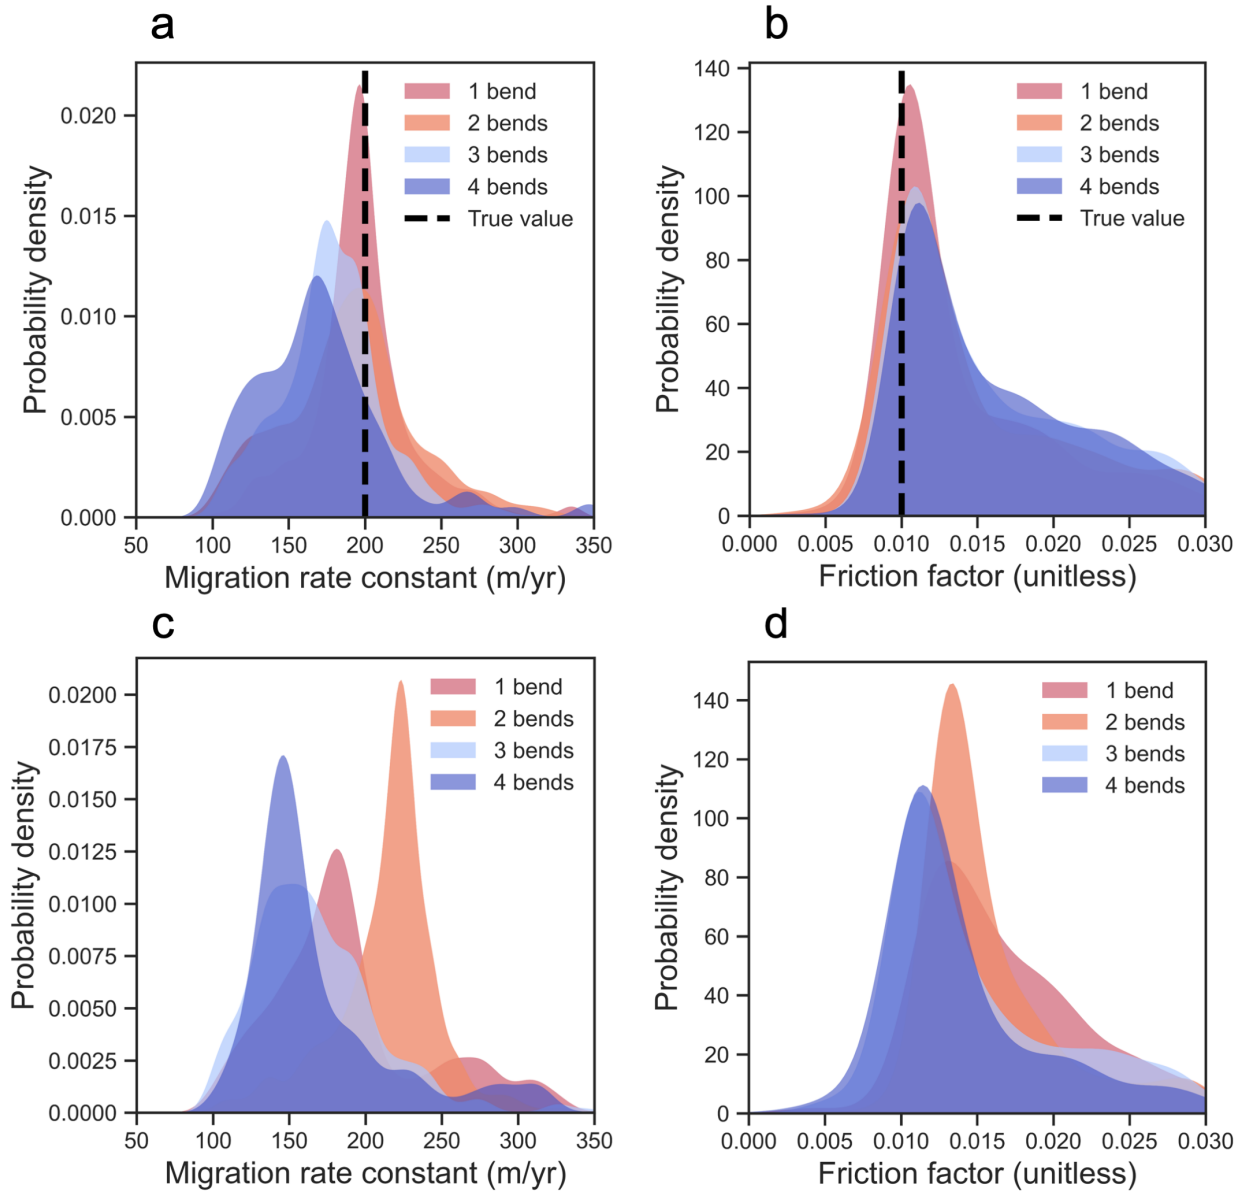 a
0.020
0.015
0.010
0.005
0.000
Probability density
1 bend
2 bends
3 bends
4 bends
True value
50 100 150 200 250 300 350
Migration rate constant (m/yr)
b
140
120
100
80
60
40
20
0
Probability density
1 bend
2 bends
3 bends
4 bends
True value
0.000 0.005 0.010 0.015 0.020 0.025 0.030
Friction factor (unitless)
c
0.0200
0.0175
0.0150
0.0125
0.0100
0.0075
0.0050
0.0025
0.0000
Probability density
1 bend
2 bends
3 bends
4 bends
50 100 150 200 250 300 350
Migration rate constant (m/yr)
d
140
120
100
80
60
40
20
0
Probability density
1 bend
2 bends
3 bends
4 bends
0.000 0.005 0.010 0.015 0.020 0.025 0.030
Friction factor (unitless)